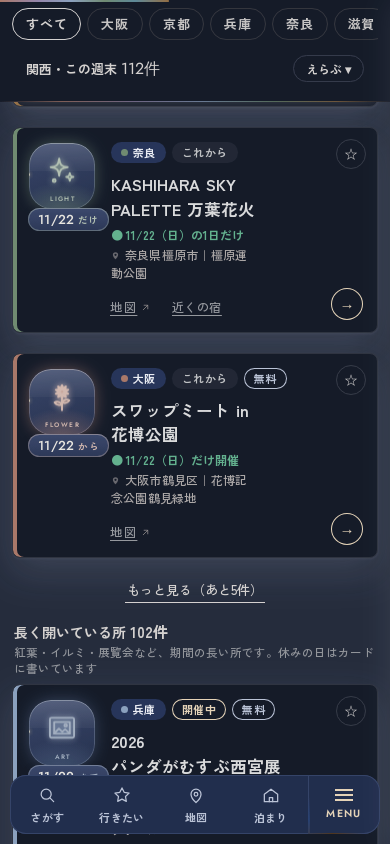 すべて 大阪 京都 兵庫 奈良 滋賀
関西・この週末 112件 えらぶ▼
奈良 これから ☆
LIGHT
11/22 だけ
KASHIHARA SKY
PALETTE 万葉花火
11/22（日）の1日だけ
奈良県橿原市｜橿原運
動公園
地図 ↗ 近くの宿 →
大阪 これから 無料 ☆
FLOWER
11/22 から
スワップミート in
花博公園
11/22（日）だけ開催
大阪市鶴見区｜花博記
念公園鶴見緑地
地図 ↗ →
もっと見る（あと5件）
長く開いている所 102件
紅葉・イルミ・展覧会など、期間の長い所です。休みの日はカード
に書いています
兵庫 開催中 無料 ☆
ART
2026
パンダがむすぶ西宮展
さがす 行きたい 地図 泊まり MENU